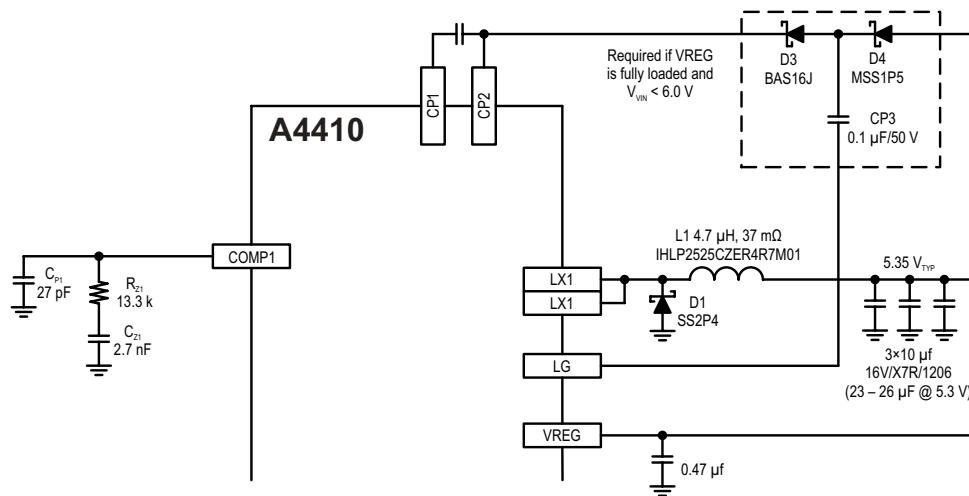 Required if VREG
is fully loaded and
V_VIN < 6.0 V
D3
BAS16J
D4
MSS1P5
CP1
CP2
A4410
CP3
0.1 µF/50 V
COMP1
L1 4.7 µH, 37 mΩ
IHLP2525CZER4R7M01
C_P1
27 pF
R_Z1
13.3 k
C_Z1
2.7 nF
LX1
LX1
D1
SS2P4
5.35 V_TYP
3×10 µf
16V/X7R/1206
(23 – 26 µF @ 5.3 V)
LG
VREG
0.47 µf